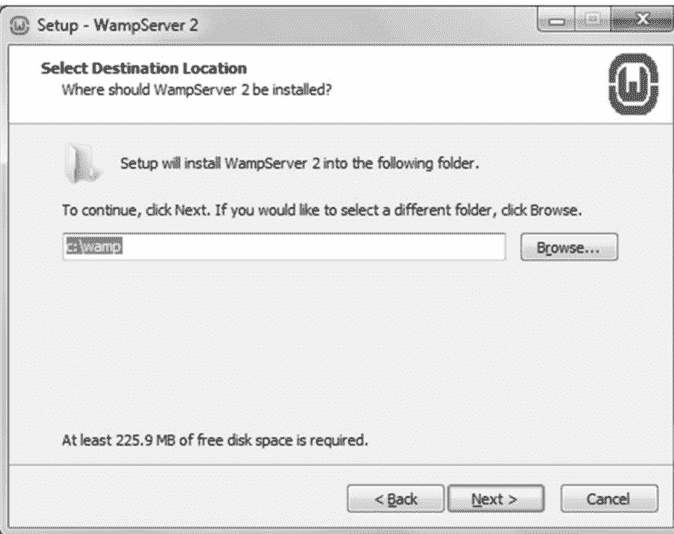 Setup - WampServer 2
Select Destination Location
Where should WampServer 2 be installed?
Setup will install WampServer 2 into the following folder.
To continue, click Next. If you would like to select a different folder, click Browse.
c:\wamp
Browse...
At least 225.9 MB of free disk space is required.
< Back
Next >
Cancel